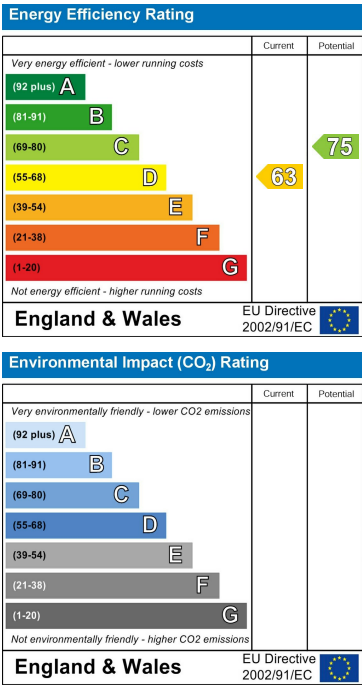 Energy Efficiency Rating
Current Potential
Very energy efficient - lower running costs
(92 plus) A
(81-91) B
(69-80) C 75
(55-68) D 63
(39-54) E
(21-38) F
(1-20) G
Not energy efficient - higher running costs
England & Wales EU Directive 2002/91/EC
Environmental Impact (CO₂) Rating
Current Potential
Very environmentally friendly - lower CO2 emissions
(92 plus) A
(81-91) B
(69-80) C
(55-68) D
(39-54) E
(21-38) F
(1-20) G
Not environmentally friendly - higher CO2 emissions
England & Wales EU Directive 2002/91/EC